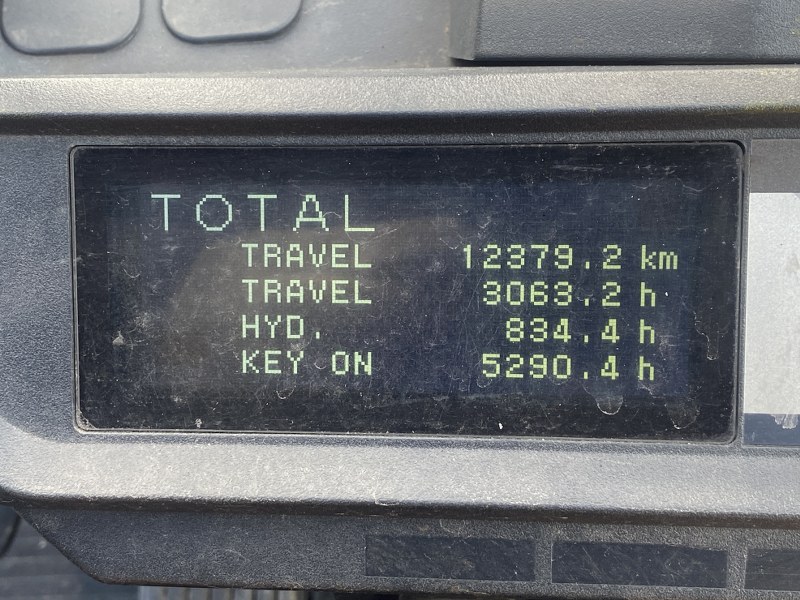 TOTAL
TRAVEL 12379.2 km
TRAVEL 3063.2 h
HYD. 834.4 h
KEY ON 5290.4 h